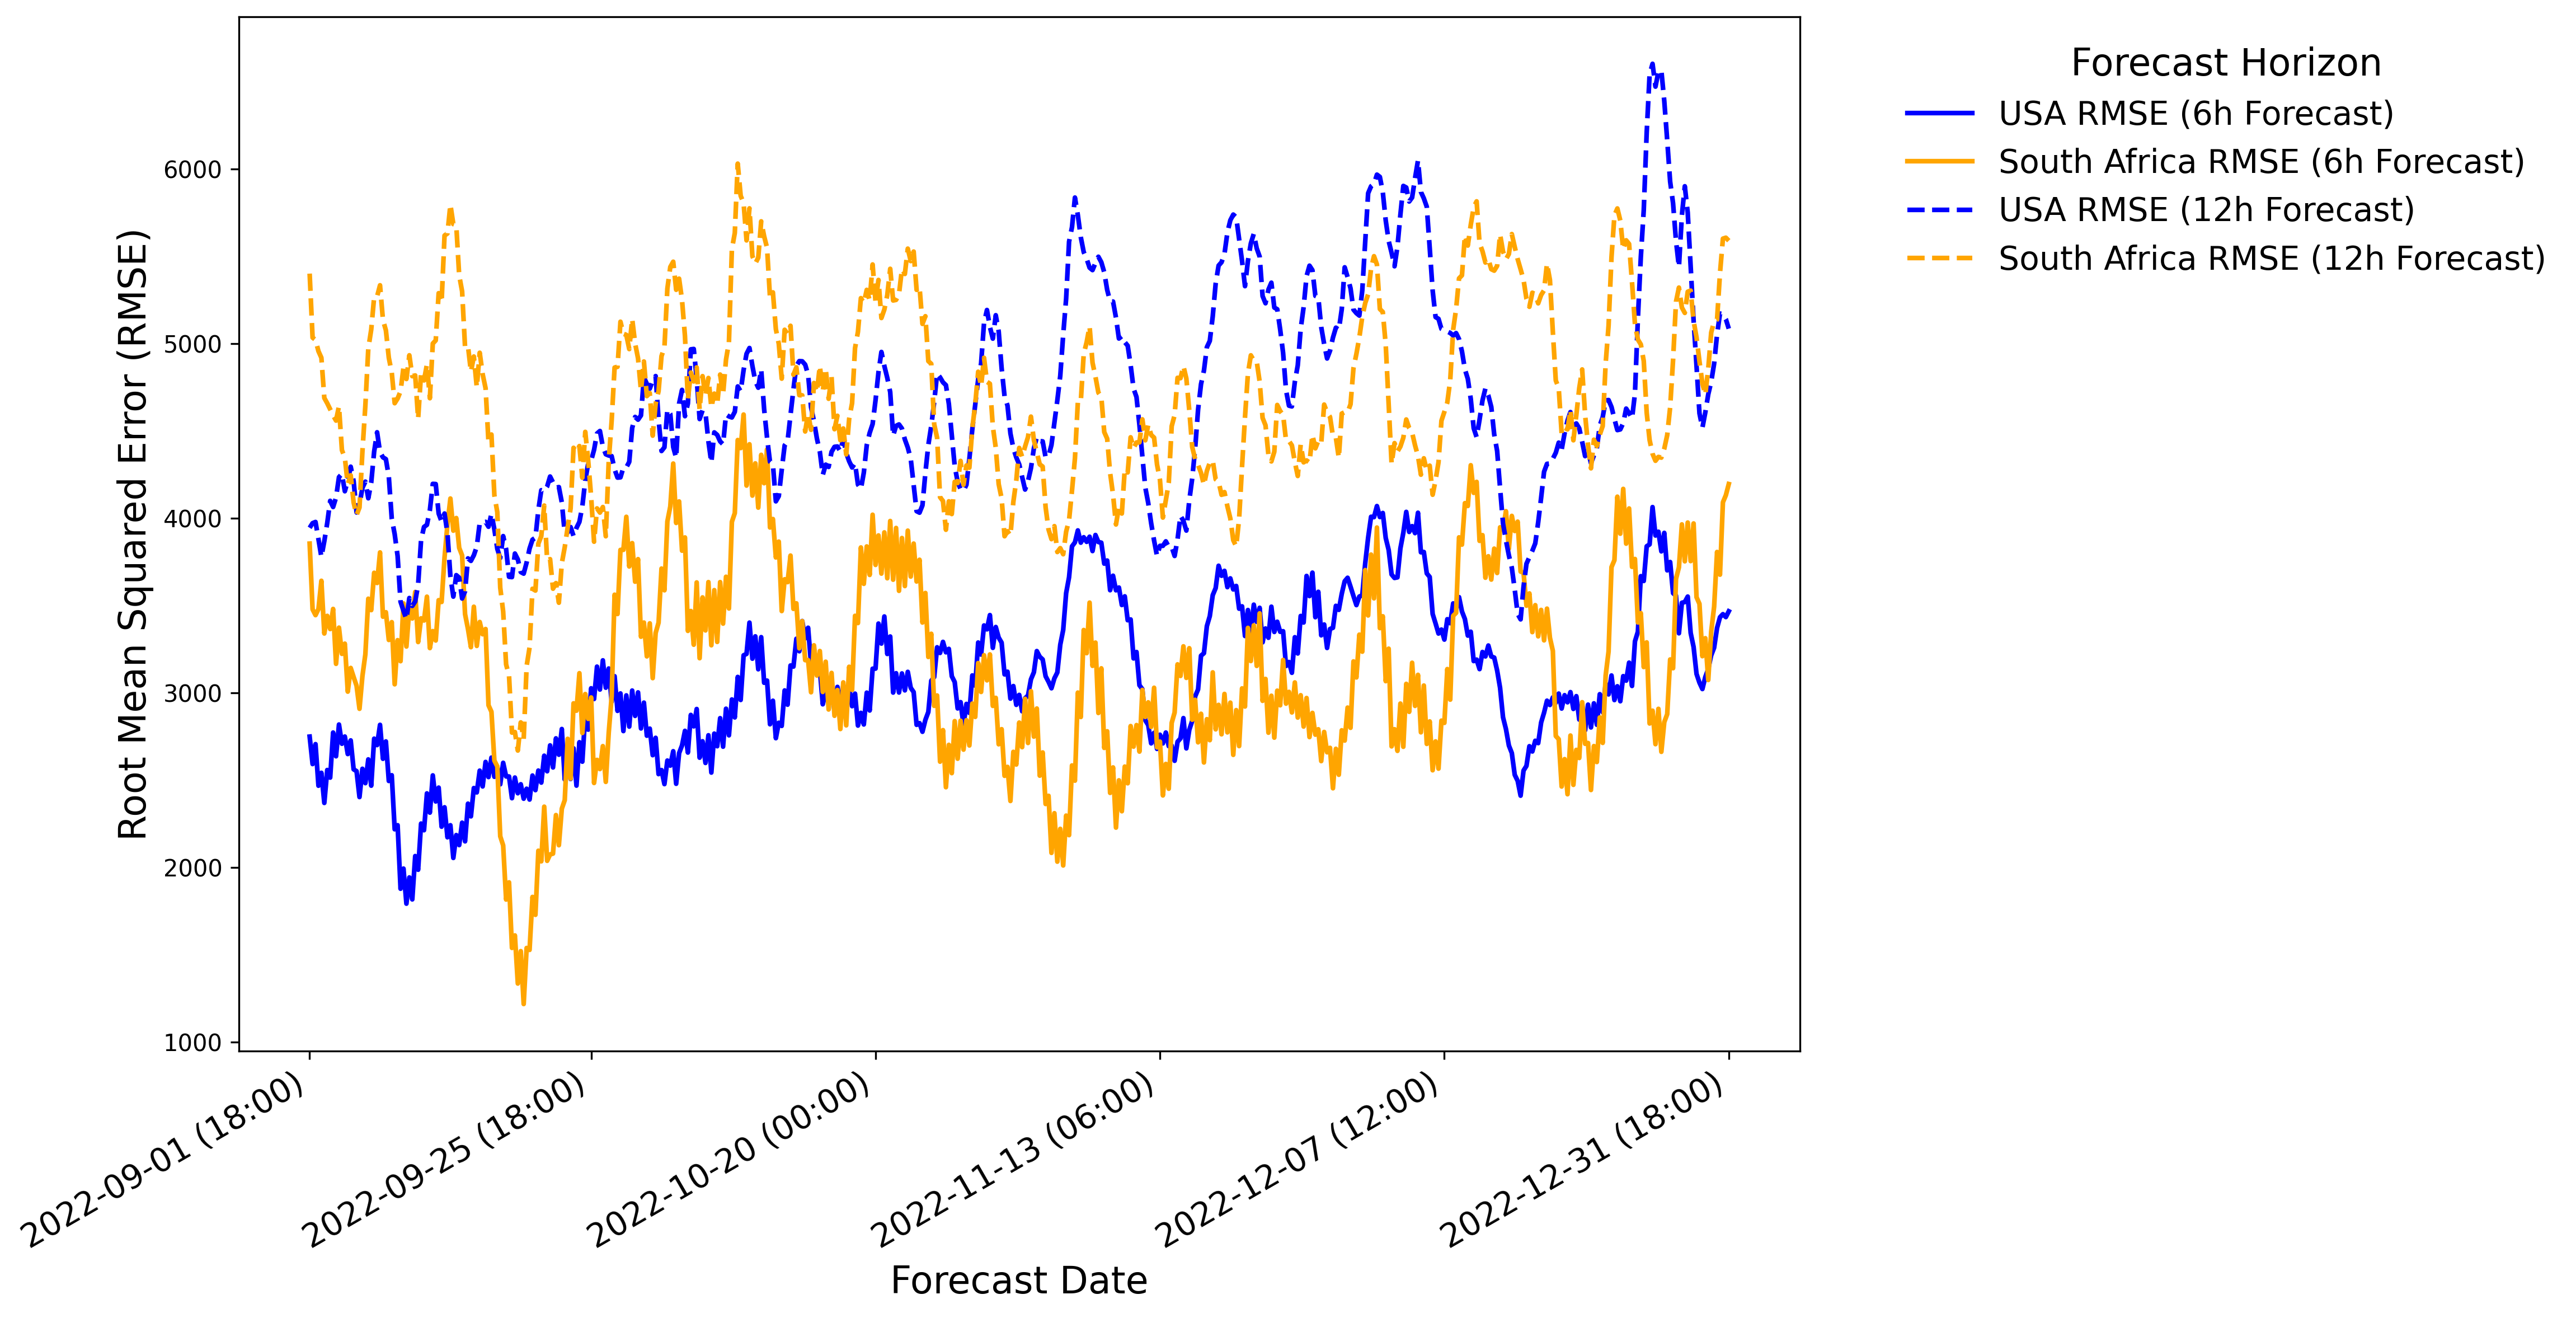 Forecast Horizon
USA RMSE (6h Forecast)
South Africa RMSE (6h Forecast)
USA RMSE (12h Forecast)
South Africa RMSE (12h Forecast)
Root Mean Squared Error (RMSE)
6000
5000
4000
3000
2000
1000
2022-09-01 (18:00)
2022-09-25 (18:00)
2022-10-20 (00:00)
2022-11-13 (06:00)
2022-12-07 (12:00)
2022-12-31 (18:00)
Forecast Date